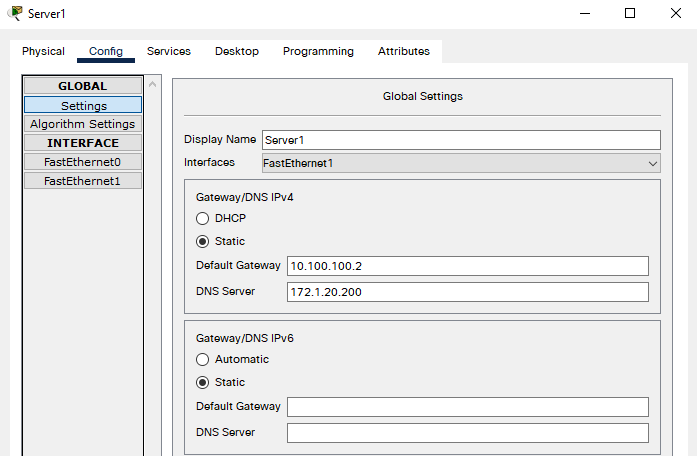 Server1
Physical Config Services Desktop Programming Attributes
GLOBAL
Settings
Algorithm Settings
INTERFACE
FastEthernet0
FastEthernet1
Global Settings
Display Name Server1
Interfaces FastEthernet1
Gateway/DNS IPv4
DHCP
Static
Default Gateway 10.100.100.2
DNS Server 172.1.20.200
Gateway/DNS IPv6
Automatic
Static
Default Gateway
DNS Server